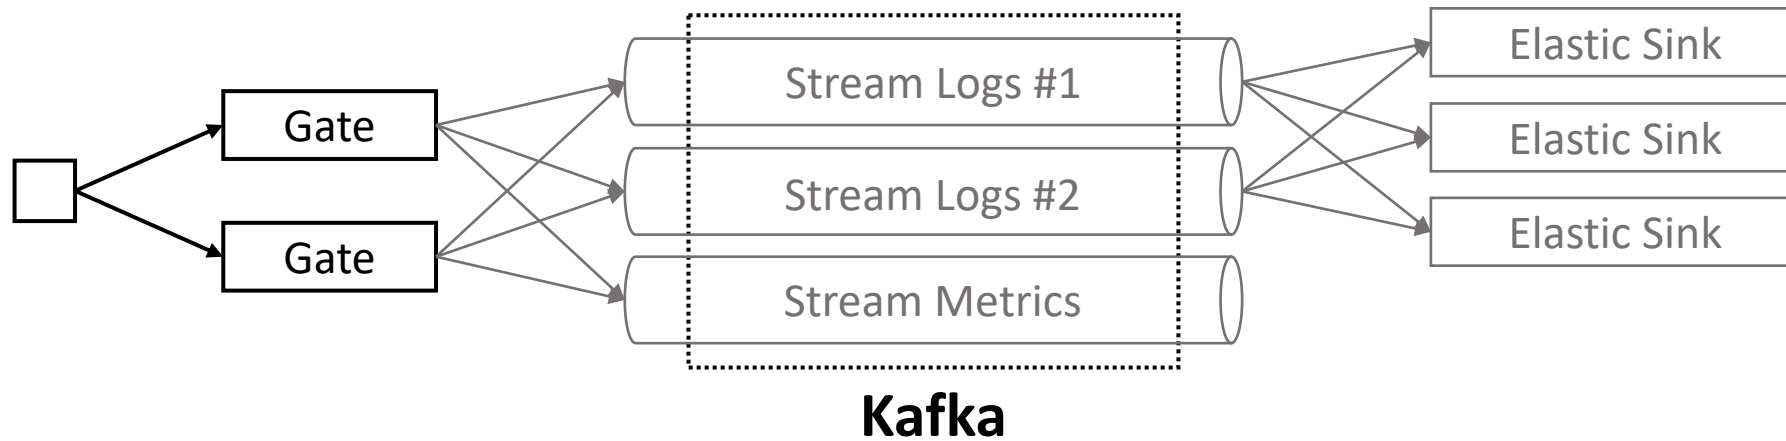 Gate
Gate
Stream Logs #1
Stream Logs #2
Stream Metrics
Kafka
Elastic Sink
Elastic Sink
Elastic Sink